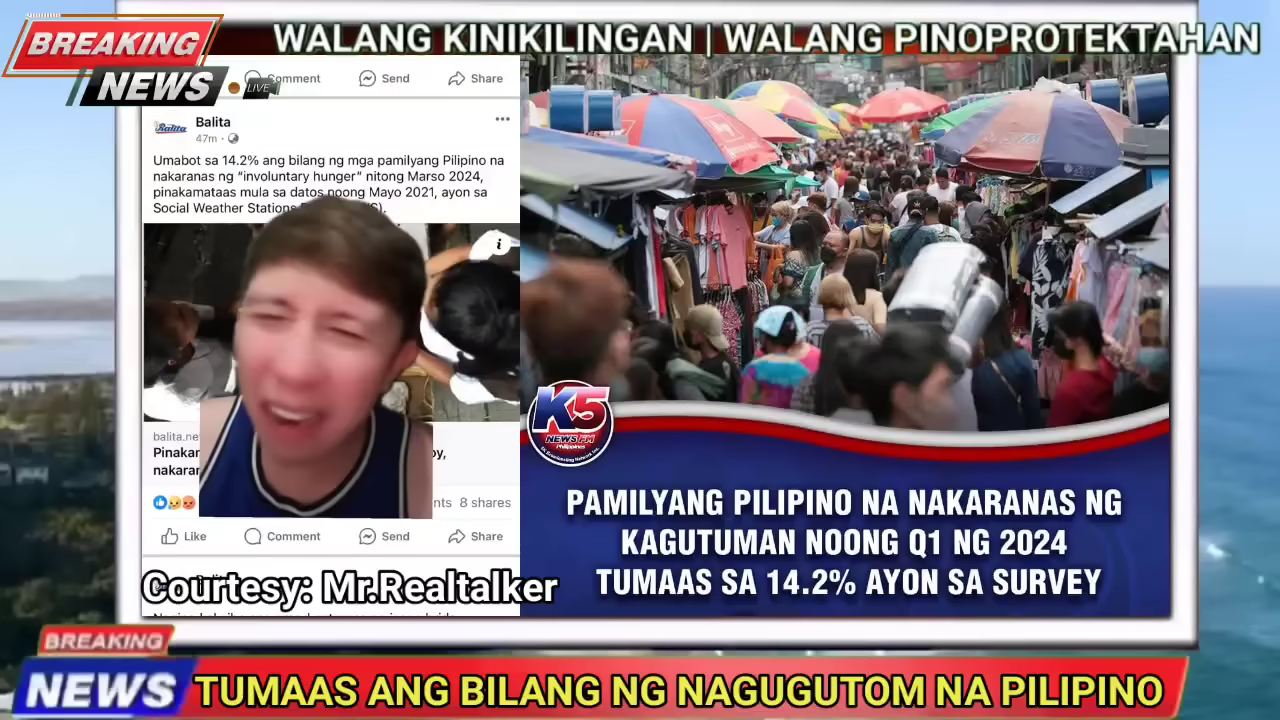 BREAKING
NEWS
LIVE
WALANG KINIKILINGAN | WALANG PINOPROTEKTAHAN
Comment Send Share
Balita
Balita
47m
Umabot sa 14.2% ang bilang ng mga pamilyang Pilipino na
nakaranas ng “involuntary hunger” nitong Marso 2024,
pinakamataas mula sa datos noong Mayo 2021, ayon sa
Social Weather Stations
8 shares
Like Comment Send Share
Courtesy: Mr.Realtalker
K5
NEWS FM
Philippines
PAMILYANG PILIPINO NA NAKARANAS NG
KAGUTUMAN NOONG Q1 NG 2024
TUMAAS SA 14.2% AYON SA SURVEY
BREAKING
NEWS
TUMAAS ANG BILANG NG NAGUGUTOM NA PILIPINO